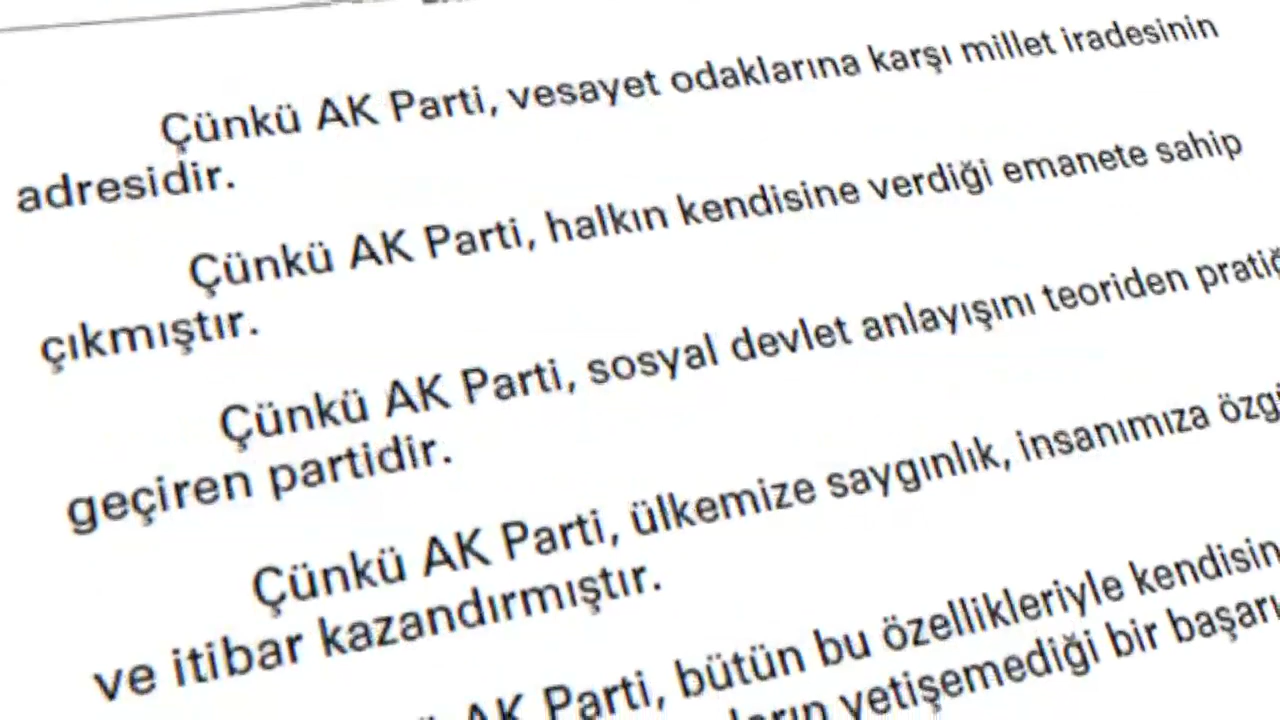 Çünkü AK Parti, vesayet odaklarına karşı millet iradesinin
adresidir.
Çünkü AK Parti, halkın kendisine verdiği emanete sahip
çıkmıştır.
Çünkü AK Parti, sosyal devlet anlayışını teoriden
geçiren partidir.
Çünkü AK Parti, ülkemize saygınlık, insanımıza
ve itibar kazandırmıştır.
AK Parti, bütün bu özellikleriyle
yetişemediği bir